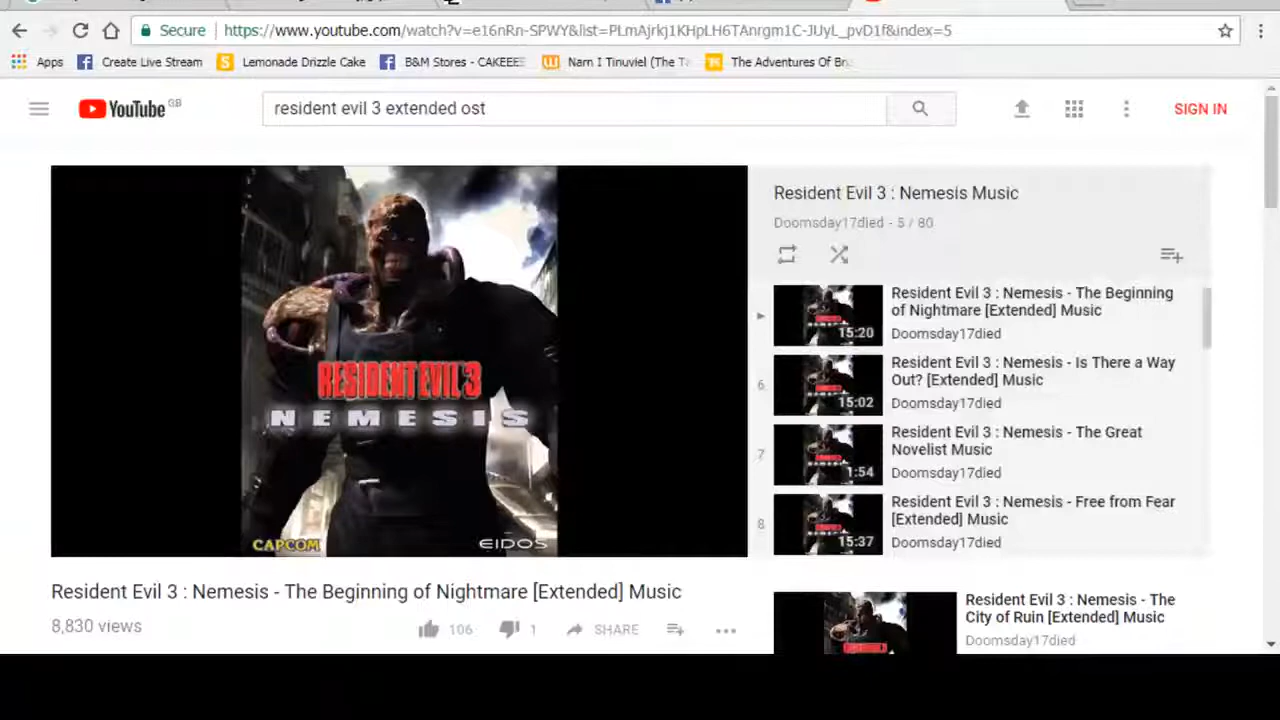 Secure https://www.youtube.com/watch?v=e16nRn-SPWY&list=PLmAjrkj1KHpLH6TAnrgm1C-JUyL_pvD1f&index=5
Apps Create Live Stream Lemonade Drizzle Cake B&M Stores - CAKEEE Narn I Tinuviel (The Ta The Adventures Of Br
YouTube GB
resident evil 3 extended ost
SIGN IN
RESIDENT EVIL 3
NEMESIS
CAPCOM
EIDOS
Resident Evil 3 : Nemesis - The Beginning of Nightmare [Extended] Music
8,830 views
106
1
SHARE
Resident Evil 3 : Nemesis Music
Doomsday17died - 5 / 80
Resident Evil 3 : Nemesis - The Beginning
of Nightmare [Extended] Music
Doomsday17died
15:20
6
Resident Evil 3 : Nemesis - Is There a Way
Out? [Extended] Music
Doomsday17died
15:02
7
Resident Evil 3 : Nemesis - The Great
Novelist Music
Doomsday17died
1:54
8
Resident Evil 3 : Nemesis - Free from Fear
[Extended] Music
Doomsday17died
15:37
Resident Evil 3 : Nemesis - The
City of Ruin [Extended] Music
Doomsday17died